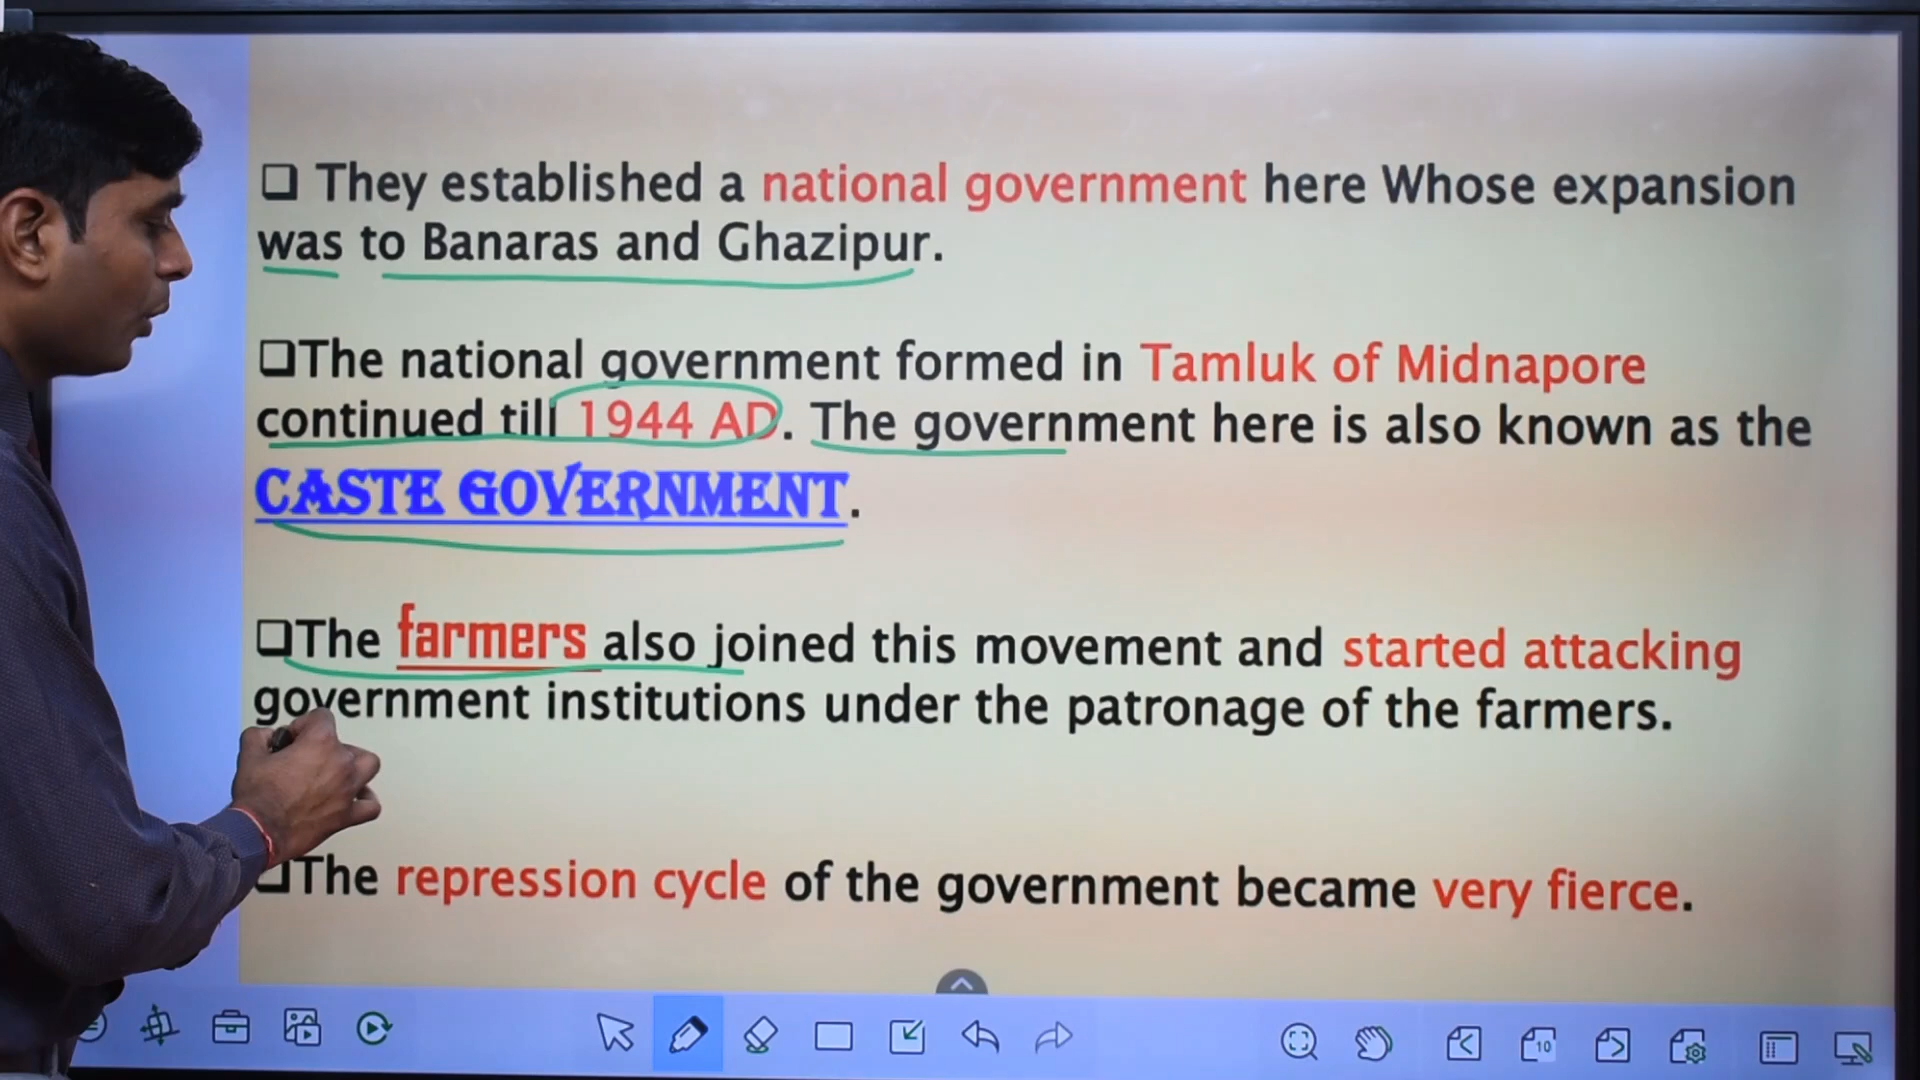 ❑ They established a national government here Whose expansion
was to Banaras and Ghazipur.
❑The national government formed in Tamluk of Midnapore
continued till 1944 AD. The government here is also known as the
CASTE GOVERNMENT.
❑The farmers also joined this movement and started attacking
government institutions under the patronage of the farmers.
❑The repression cycle of the government became very fierce.
10